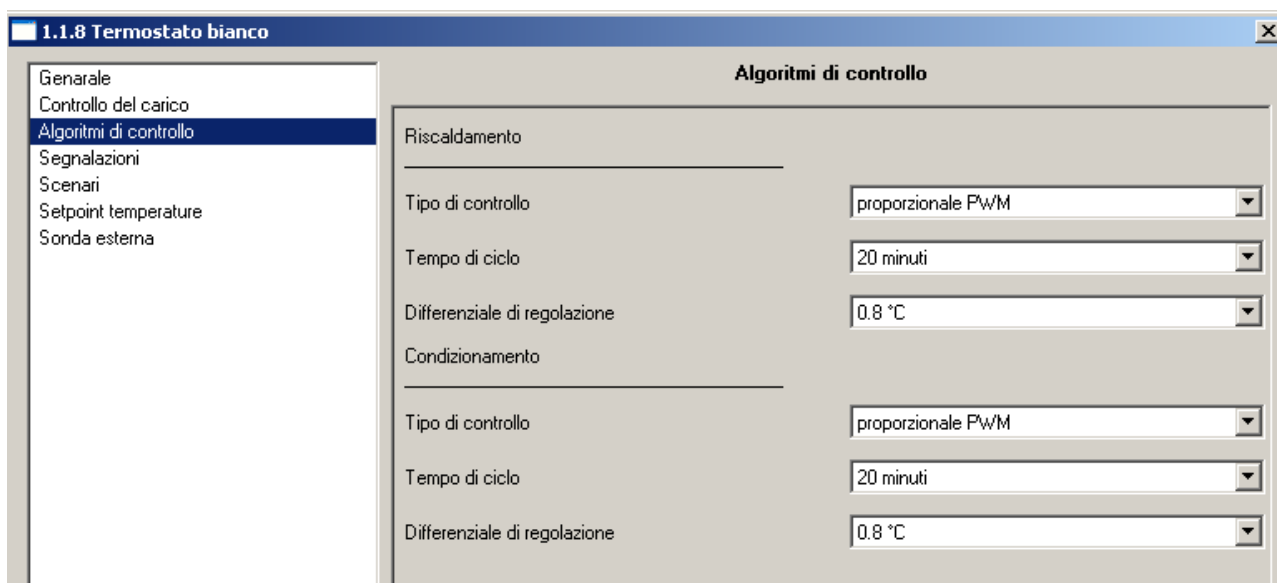 1.1.8 Termostato bianco
Genarale
Controllo del carico
Algoritmi di controllo
Segnalazioni
Scenari
Setpoint temperature
Sonda esterna
Algoritmi di controllo
Riscaldamento
Tipo di controllo
proporzionale PWM
Tempo di ciclo
20 minuti
Differenziale di regolazione
0.8 °C
Condizionamento
Tipo di controllo
proporzionale PWM
Tempo di ciclo
20 minuti
Differenziale di regolazione
0.8 °C